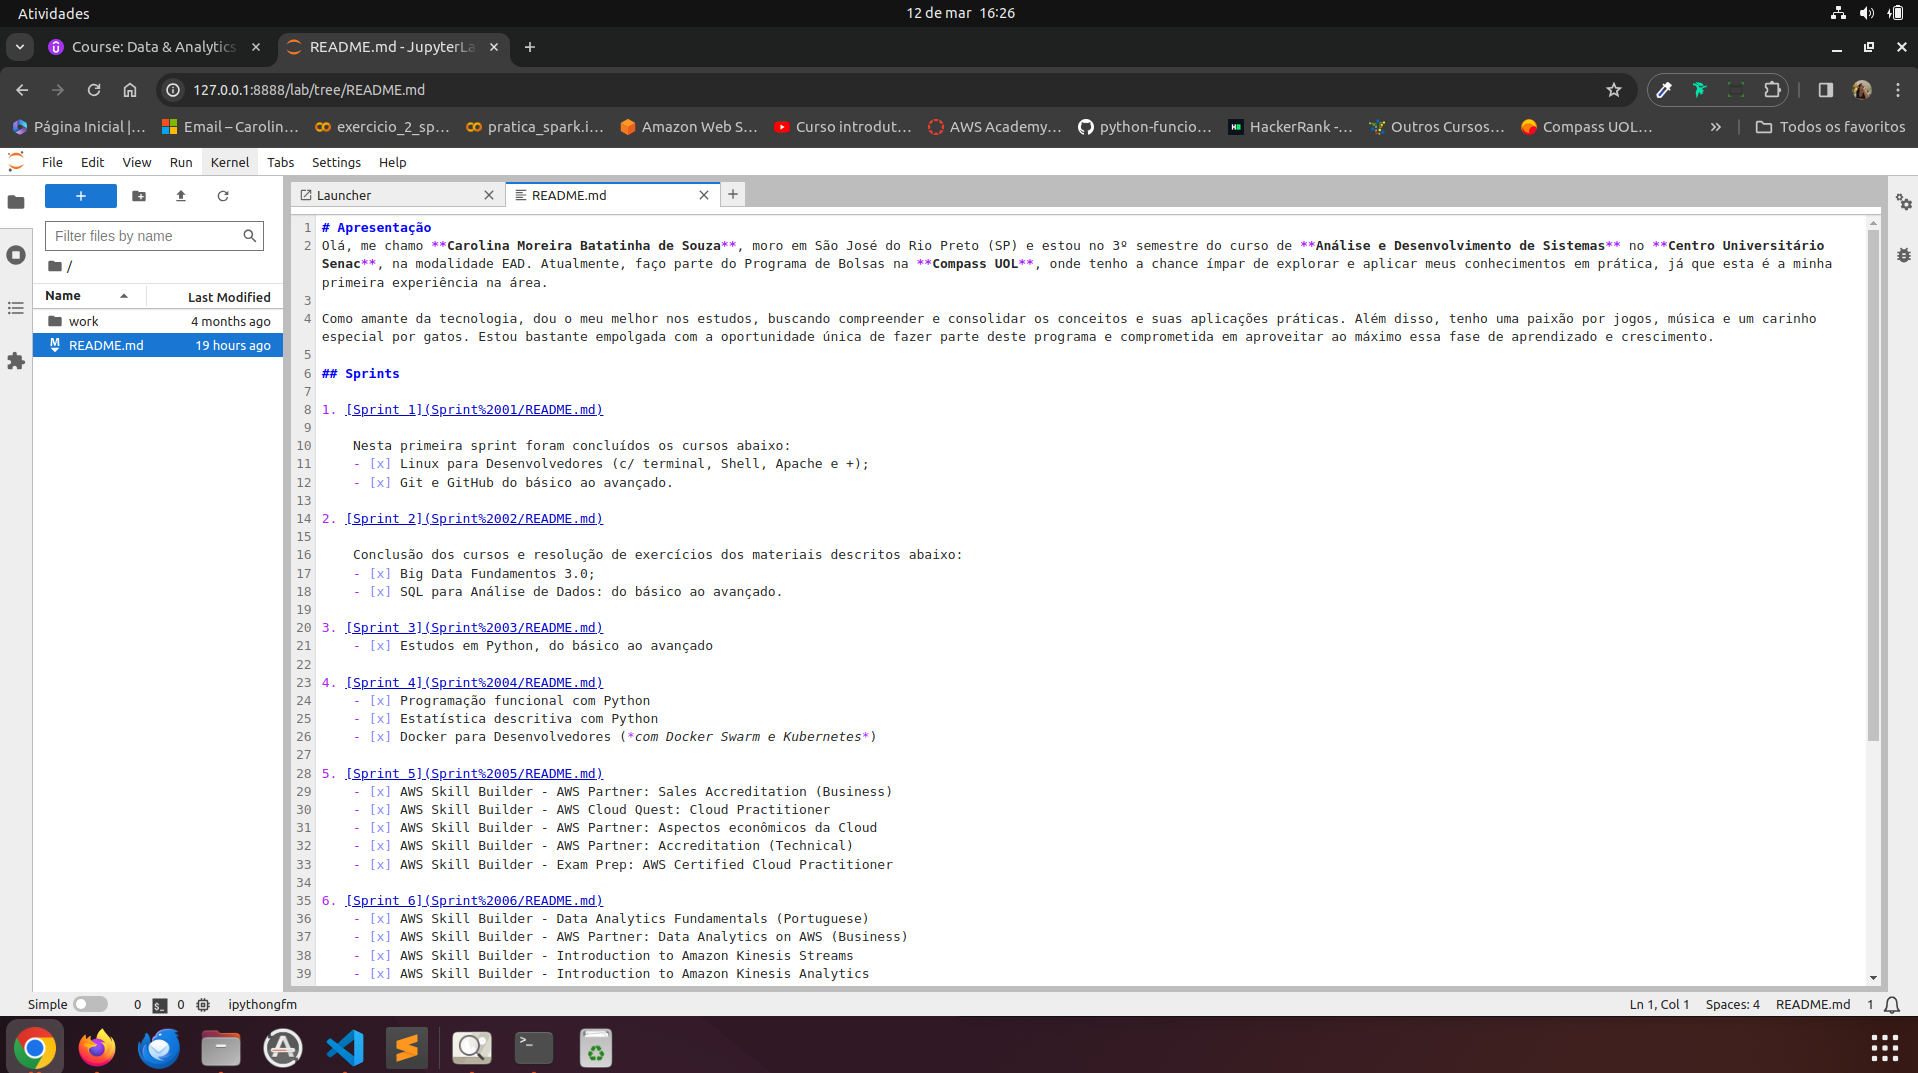 Atividades
12 de mar 16:26
Course: Data & Analytics
README.md - JupyterLa
127.0.0.1:8888/lab/tree/README.md
Página Inicial |...
Email – Carolin...
exercicio_2_sp...
pratica_spark.i...
Amazon Web S...
Curso introdut...
AWS Academy...
python-funcio...
HackerRank -...
Outros Cursos...
Compass UOL...
»
Todos os favoritos
File Edit View Run Kernel Tabs Settings Help
+
Launcher
README.md
Filter files by name
/
Name Last Modified
work 4 months ago
README.md 19 hours ago
1 # Apresentação
2 Olá, me chamo **Carolina Moreira Batatinha de Souza**, moro em São José do Rio Preto (SP) e estou no 3º semestre do curso de **Análise e Desenvolvimento de Sistemas** no **Centro Universitário
Senac**, na modalidade EAD. Atualmente, faço parte do Programa de Bolsas na **Compass UOL**, onde tenho a chance ímpar de explorar e aplicar meus conhecimentos em prática, já que esta é a minha
primeira experiência na área.
3
4 Como amante da tecnologia, dou o meu melhor nos estudos, buscando compreender e consolidar os conceitos e suas aplicações práticas. Além disso, tenho uma paixão por jogos, música e um carinho
especial por gatos. Estou bastante empolgada com a oportunidade única de fazer parte deste programa e comprometida em aproveitar ao máximo essa fase de aprendizado e crescimento.
5
6 ## Sprints
7
8 1. [Sprint 1](Sprint%2001/README.md)
9
10 Nesta primeira sprint foram concluídos os cursos abaixo:
11 - [x] Linux para Desenvolvedores (c/ terminal, Shell, Apache e +);
12 - [x] Git e GitHub do básico ao avançado.
13
14 2. [Sprint 2](Sprint%2002/README.md)
15
16 Conclusão dos cursos e resolução de exercícios dos materiais descritos abaixo:
17 - [x] Big Data Fundamentos 3.0;
18 - [x] SQL para Análise de Dados: do básico ao avançado.
19
20 3. [Sprint 3](Sprint%2003/README.md)
21 - [x] Estudos em Python, do básico ao avançado
22
23 4. [Sprint 4](Sprint%2004/README.md)
24 - [x] Programação funcional com Python
25 - [x] Estatística descritiva com Python
26 - [x] Docker para Desenvolvedores (*com Docker Swarm e Kubernetes*)
27
28 5. [Sprint 5](Sprint%2005/README.md)
29 - [x] AWS Skill Builder - AWS Partner: Sales Accreditation (Business)
30 - [x] AWS Skill Builder - AWS Cloud Quest: Cloud Practitioner
31 - [x] AWS Skill Builder - AWS Partner: Aspectos econômicos da Cloud
32 - [x] AWS Skill Builder - AWS Partner: Accreditation (Technical)
33 - [x] AWS Skill Builder - Exam Prep: AWS Certified Cloud Practitioner
34
35 6. [Sprint 6](Sprint%2006/README.md)
36 - [x] AWS Skill Builder - Data Analytics Fundamentals (Portuguese)
37 - [x] AWS Skill Builder - AWS Partner: Data Analytics on AWS (Business)
38 - [x] AWS Skill Builder - Introduction to Amazon Kinesis Streams
39 - [x] AWS Skill Builder - Introduction to Amazon Kinesis Analytics
Simple 0 0 ipythongfm Ln 1, Col 1 Spaces: 4 README.md 1